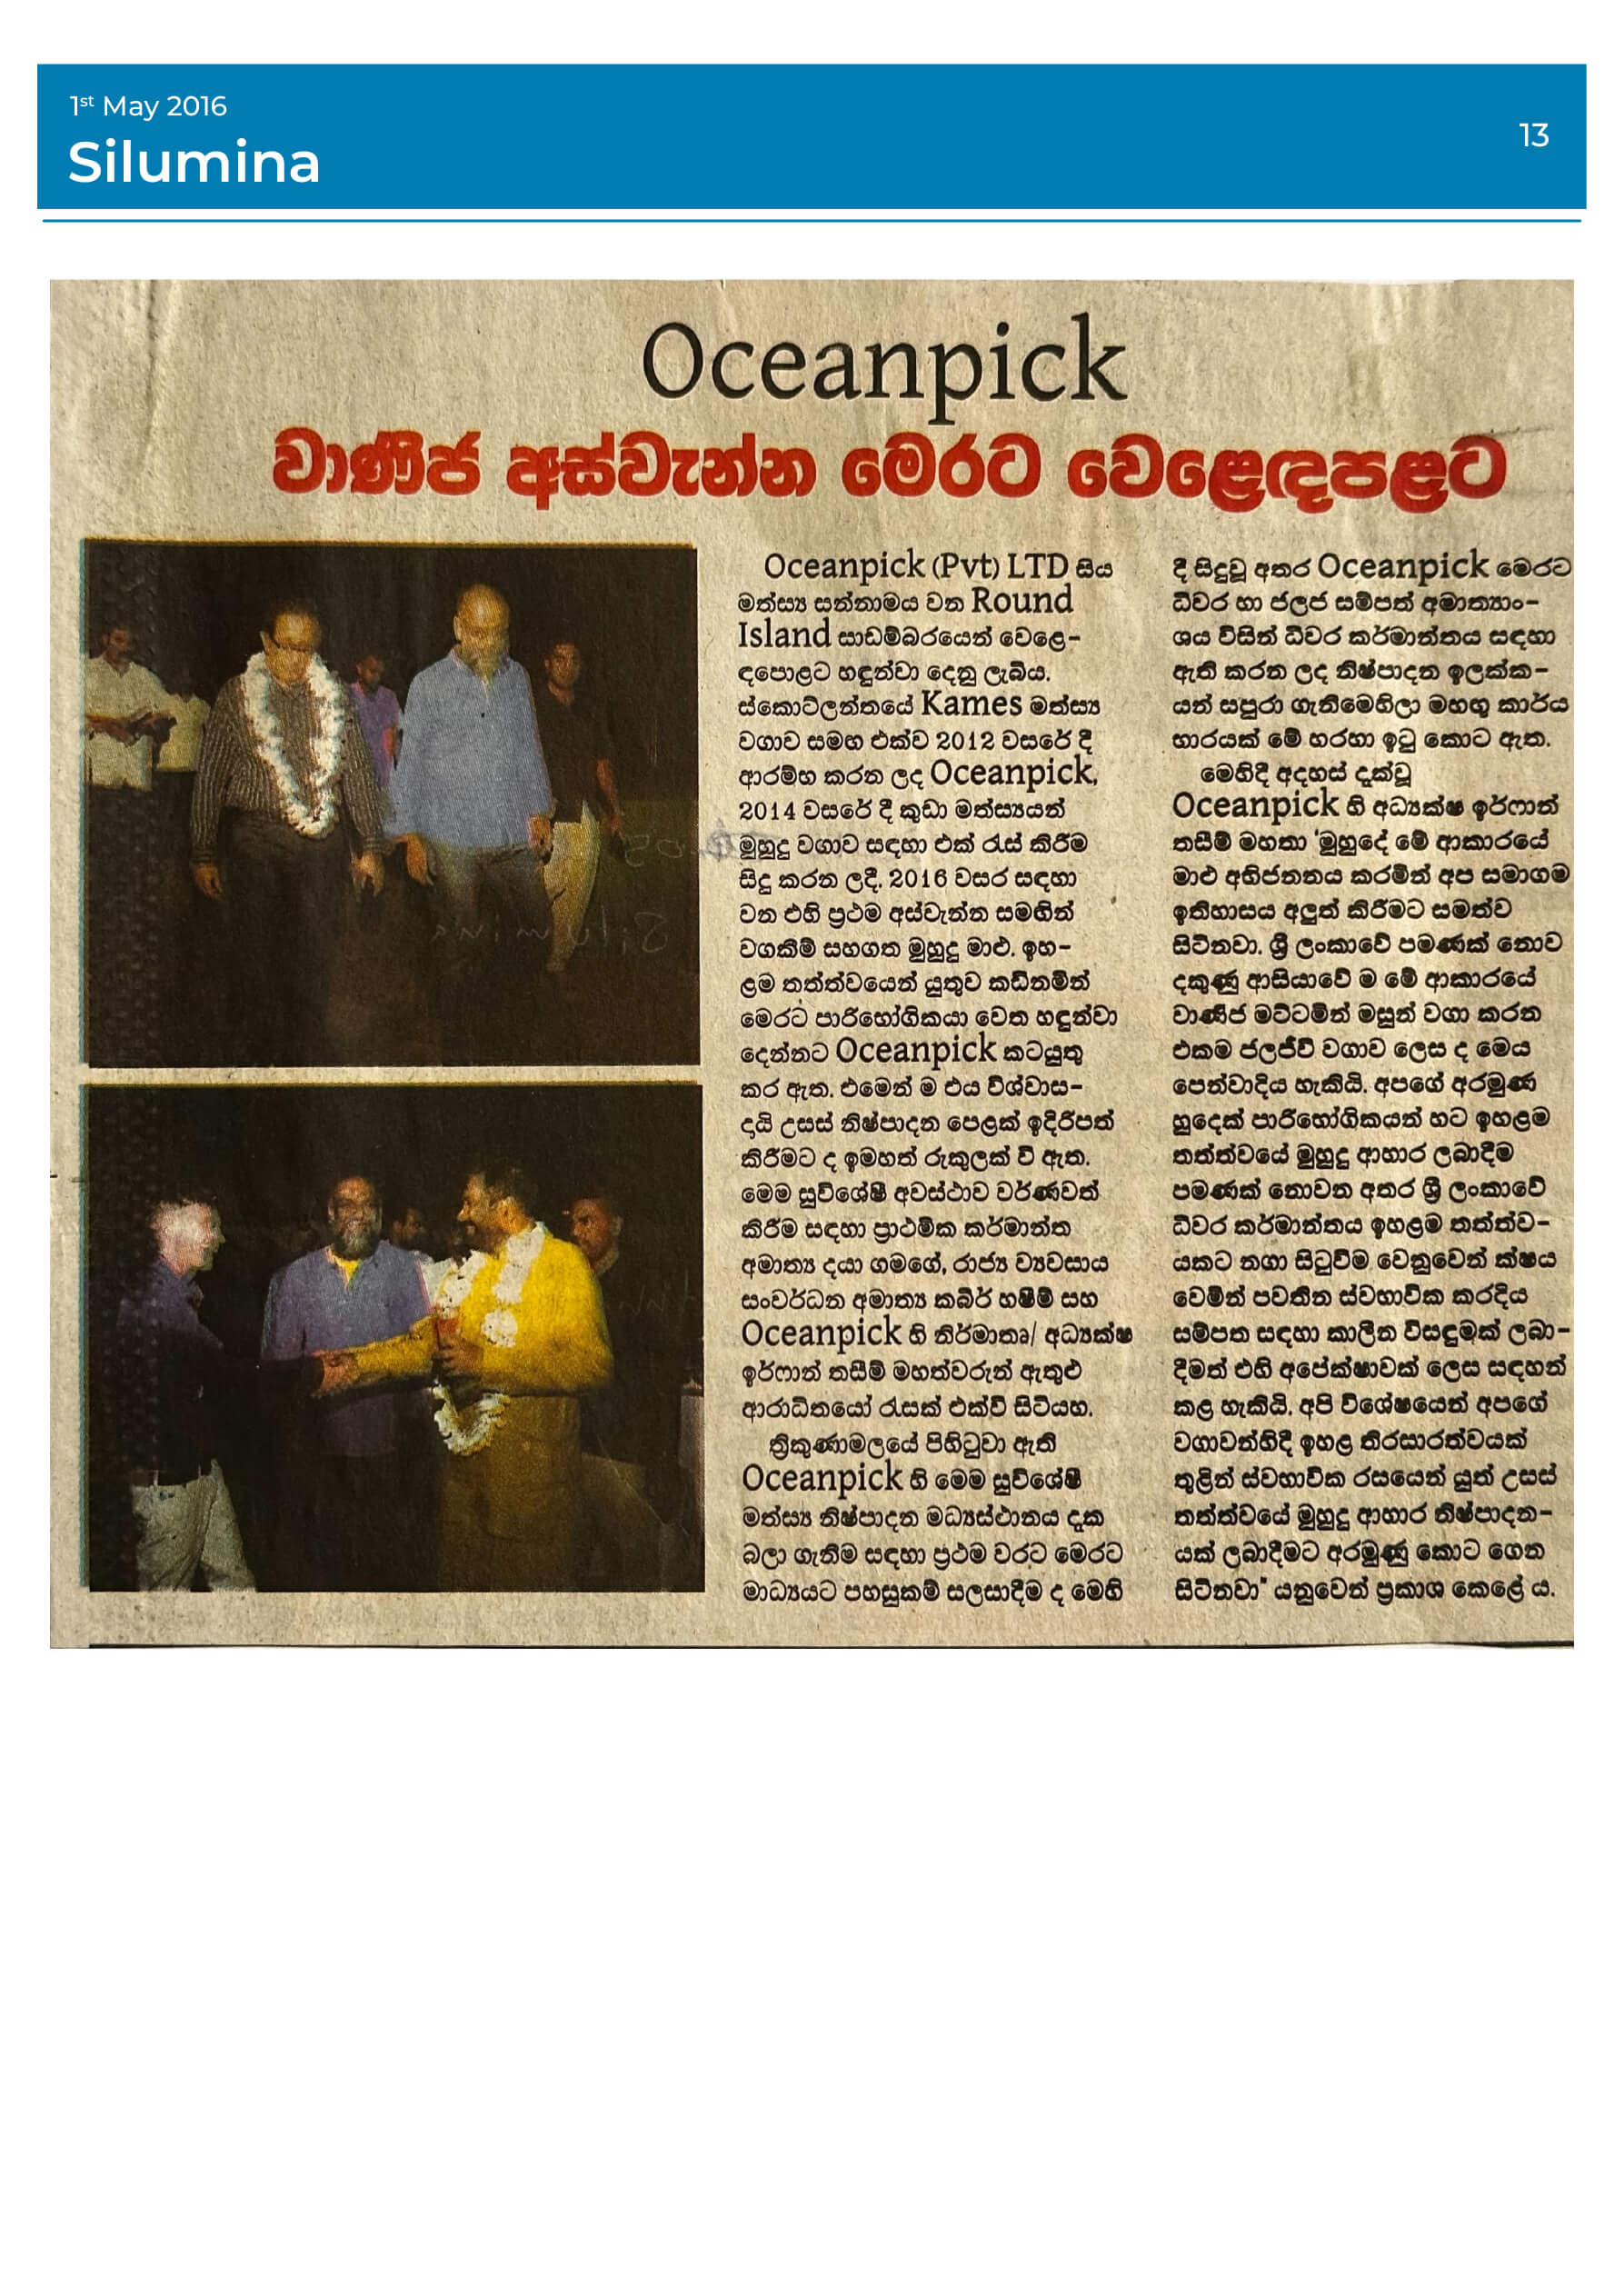 1st May 2016
Silumina
13
Oceanpick
වාණිජ අස්වැන්න මෙරට වෙළෙඳපළට
Oceanpick (Pvt) LTD සිය
මත්ස්‍ය සන්නාමය වන Round
Island සාඩම්බරයෙන් වෙළෙ-
ඳපොළට හඳුන්වා දෙනු ලැබිය.
ස්කොට්ලන්තයේ Kames මත්ස්‍ය
වගාව සමඟ එක්ව 2012 වසරේ දී
ආරම්භ කරන ලද Oceanpick,
2014 වසරේ දී කුඩා මත්ස්‍යයන්
මුහුදු වගාව සඳහා එක් රැස් කිරීම
සිදු කරන ලදී. 2016 වසර සඳහා
වන එහි ප්‍රථම අස්වැන්න සමඟින්
වගකීම් සහගත මුහුදු මාළු. ඉහ-
ළම තත්ත්වයෙන් යුතුව කඩිනමින්
මෙරට පාරිභෝගිකයා වෙත හඳුන්වා
දෙන්නට Oceanpick කටයුතු
කර ඇත. එමෙන් ම එය විශ්වාස-
දායි උසස් නිෂ්පාදන පෙළක් ඉදිරිපත්
කිරීමට ද ඉමහත් රුකුලක් වී ඇත.
මෙම සුවිශේෂී අවස්ථාව වර්ණවත්
කිරීම සඳහා ප්‍රාථමික කර්මාන්ත
අමාත්‍ය දයා ගමගේ, රාජ්‍ය ව්‍යවසාය
සංවර්ධන අමාත්‍ය කබීර් හෂීම් සහ
Oceanpick හි නිර්මාතෘ/ අධ්‍යක්ෂ
ඉර්ෆාන් තසීම් මහත්වරුන් ඇතුළු
ආරාධිතයෝ රැසක් එක්වී සිටියහ.
ත්‍රිකුණාමලයේ පිහිටුවා ඇති
Oceanpick හි මෙම සුවිශේෂී
මත්ස්‍ය නිෂ්පාදන මධ්‍යස්ථානය දැක
බලා ගැනීම සඳහා ප්‍රථම වරට මෙරට
මාධ්‍යයට පහසුකම් සලසාදීම ද මෙහි
දී සිදුවූ අතර Oceanpick මෙරට
ධීවර හා ජලජ සම්පත් අමාත්‍යාං-
ශය විසින් ධීවර කර්මාන්තය සඳහා
ඇති කරන ලද නිෂ්පාදන ඉලක්ක-
යන් සපුරා ගැනීමෙහිලා මහඟු කාර්ය
භාරයක් මේ හරහා ඉටු කොට ඇත.
මෙහිදී අදහස් දැක්වූ
Oceanpick හි අධ්‍යක්ෂ ඉර්ෆාන්
තසීම් මහතා 'මුහුදේ මේ ආකාරයේ
මාළු අභිජනනය කරමින් අප සමාගම
ඉතිහාසය අලුත් කිරීමට සමත්ව
සිටිනවා. ශ්‍රී ලංකාවේ පමණක් නොව
දකුණු ආසියාවේ ම මේ ආකාරයේ
වාණිජ මට්ටමින් මසුන් වගා කරන
එකම ජලජීවී වගාව ලෙස ද මෙය
පෙන්වාදිය හැකියි. අපගේ අරමුණ
හුදෙක් පාරිභෝගිකයන් හට ඉහළම
තත්ත්වයේ මුහුදු ආහාර ලබාදීම
පමණක් නොවන අතර ශ්‍රී ලංකාවේ
ධීවර කර්මාන්තය ඉහළම තත්ත්ව-
යකට නගා සිටුවීම වෙනුවෙන් ක්ෂය
වෙමින් පවතින ස්වභාවික කරදිය
සම්පත සඳහා කාලීන විසඳුමක් ලබා-
දීමත් එහි අපේක්ෂාවක් ලෙස සඳහන්
කළ හැකියි. අපි විශේෂයෙන් අපගේ
වගාවන්හිදී ඉහළ තිරසාරත්වයක්
තුළින් ස්වභාවික රසයෙන් යුත් උසස්
තත්ත්වයේ මුහුදු ආහාර නිෂ්පාදන-
යක් ලබාදීමට අරමුණු කොට ගෙන
සිටිනවා" යනුවෙන් ප්‍රකාශ කෙළේ ය.